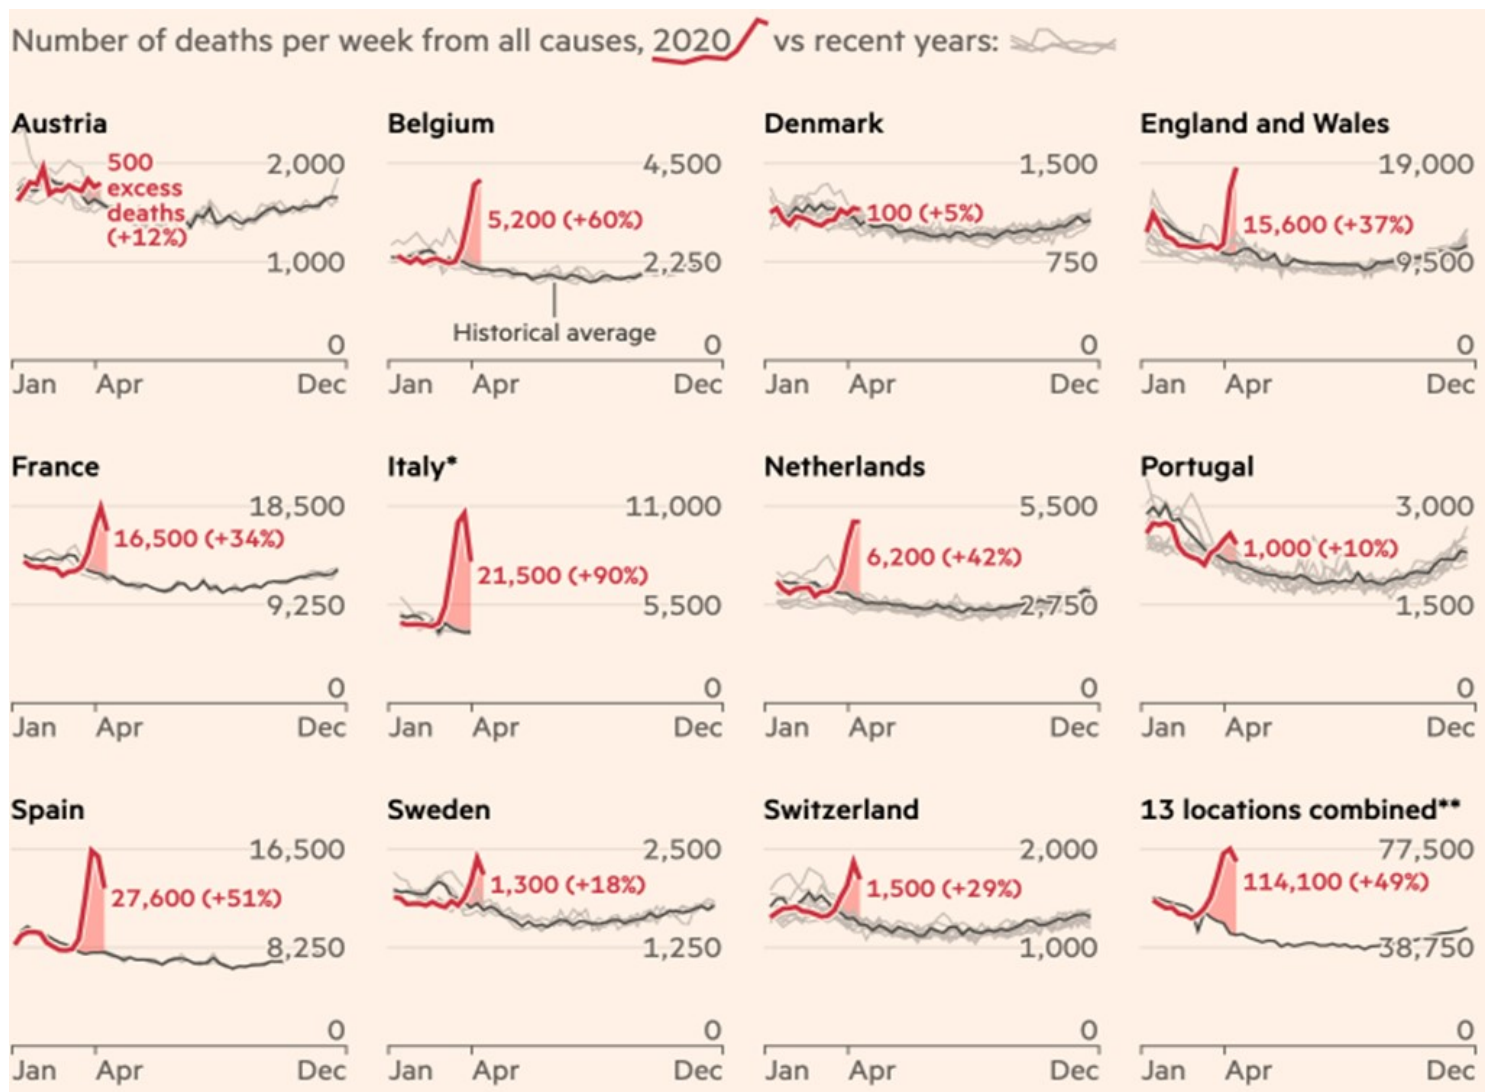 Number of deaths per week from all causes, 2020 vs recent years:
Austria
500
excess
deaths
(+12%)
2,000
1,000
0
Jan Apr Dec
Belgium
4,500
5,200 (+60%)
2,250
Historical average
0
Jan Apr Dec
Denmark
1,500
100 (+5%)
750
0
Jan Apr Dec
England and Wales
19,000
15,600 (+37%)
9,500
0
Jan Apr Dec
France
18,500
16,500 (+34%)
9,250
0
Jan Apr Dec
Italy*
11,000
21,500 (+90%)
5,500
0
Jan Apr Dec
Netherlands
5,500
6,200 (+42%)
2,750
0
Jan Apr Dec
Portugal
3,000
1,000 (+10%)
1,500
0
Jan Apr Dec
Spain
16,500
27,600 (+51%)
8,250
0
Jan Apr Dec
Sweden
2,500
1,300 (+18%)
1,250
0
Jan Apr Dec
Switzerland
2,000
1,500 (+29%)
1,000
0
Jan Apr Dec
13 locations combined**
77,500
114,100 (+49%)
38,750
0
Jan Apr Dec